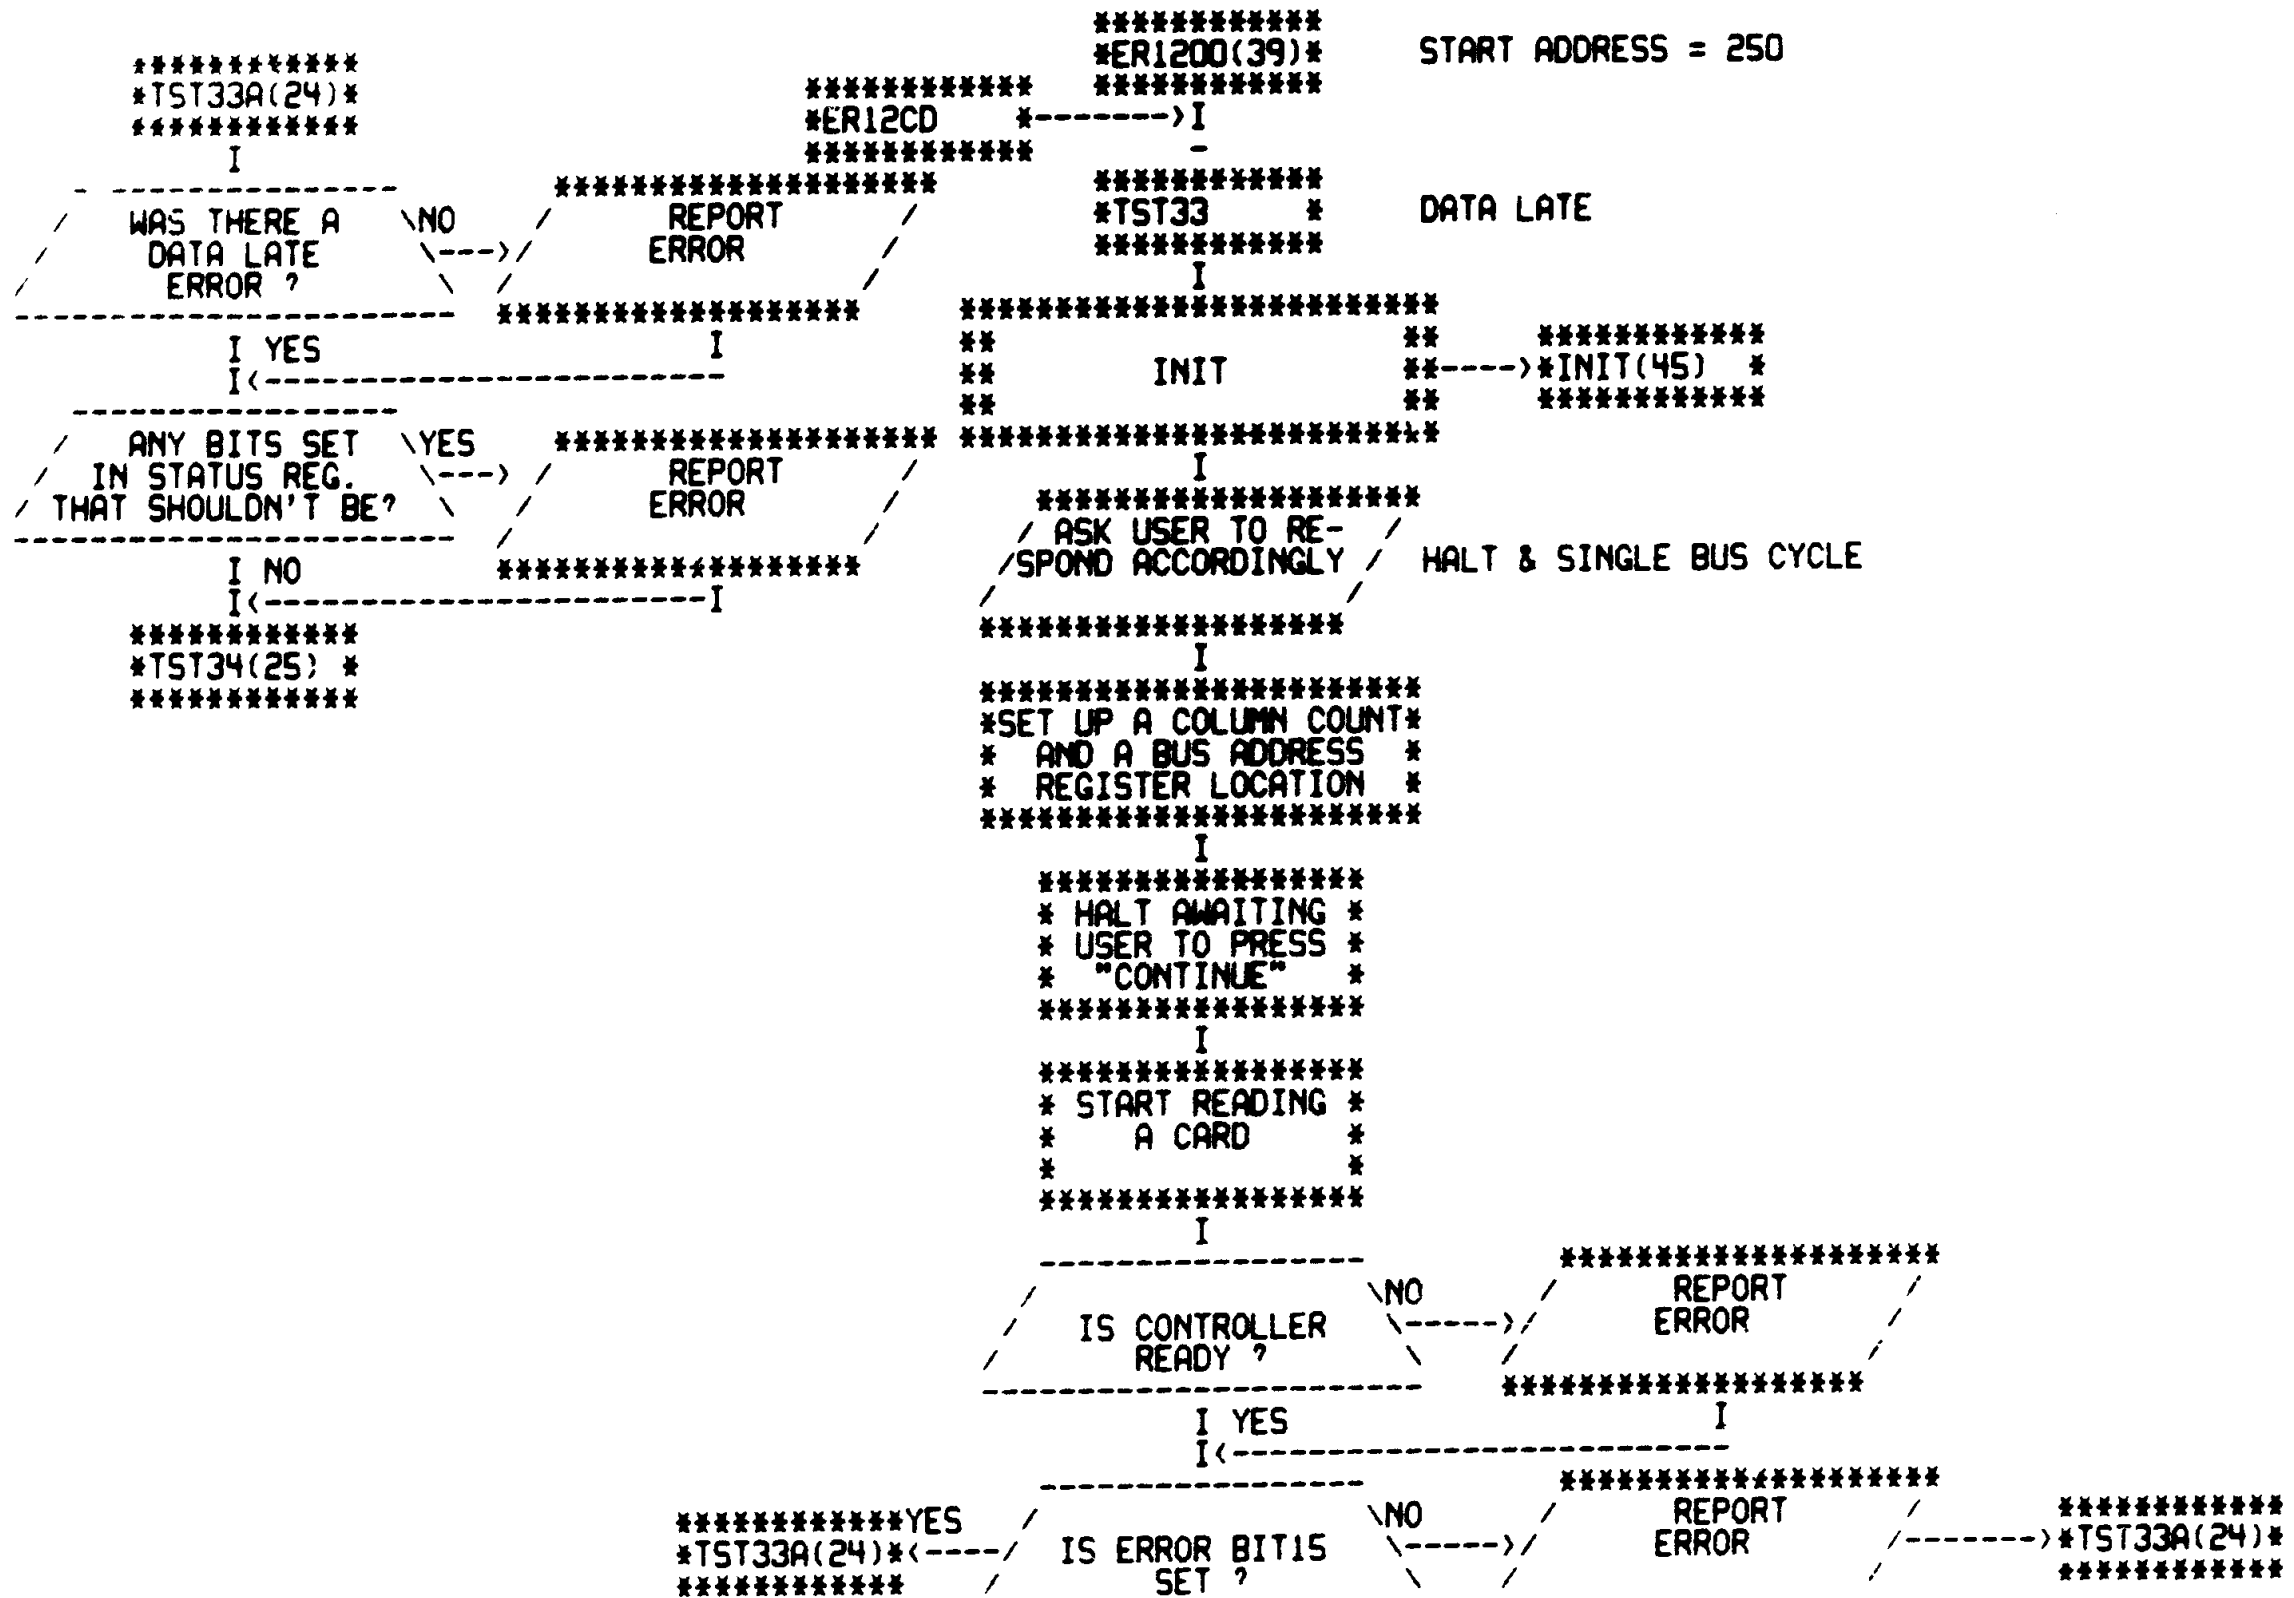 *TST33A(24)*
WAS THERE A
DATA LATE
ERROR ?
NO
REPORT
ERROR
YES
ANY BITS SET
IN STATUS REG.
THAT SHOULDN'T BE?
YES
REPORT
ERROR
NO
*TST34(25) *
*ER1200(39)*
START ADDRESS = 250
*ER12CD *
*TST33 *
DATA LATE
INIT
*INIT(45) *
ASK USER TO RE-
SPOND ACCORDINGLY
HALT & SINGLE BUS CYCLE
*SET UP A COLUMN COUNT*
* AND A BUS ADDRESS *
* REGISTER LOCATION *
* HALT AWAITING *
* USER TO PRESS *
* "CONTINUE" *
* START READING *
* A CARD *
IS CONTROLLER
READY ?
NO
REPORT
ERROR
YES
IS ERROR BIT15
SET ?
YES
*TST33A(24)*
NO
REPORT
ERROR
*TST33A(24)*